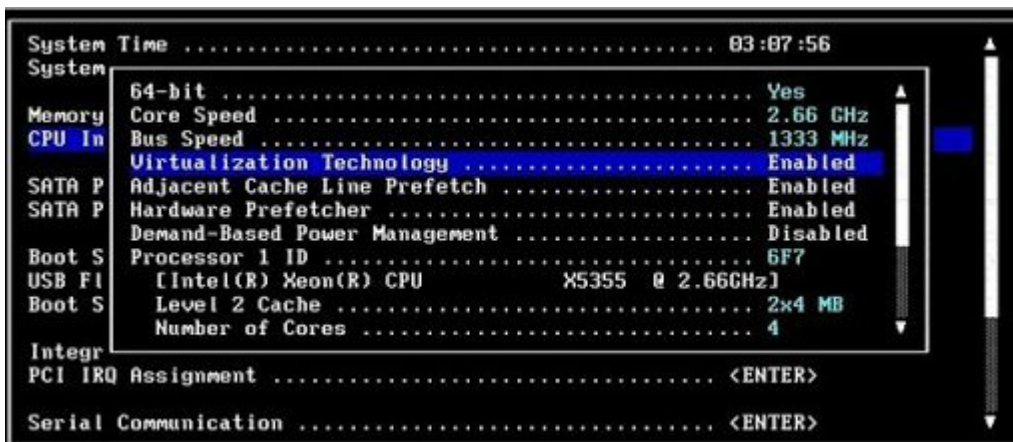 System Time ............................................ 03:07:56
System
64-bit .......................................... Yes
Memory
Core Speed ...................................... 2.66 GHz
CPU In
Bus Speed ....................................... 1333 MHz
Virtualization Technology ....................... Enabled
SATA P
Adjacent Cache Line Prefetch .................... Enabled
SATA P
Hardware Prefetcher ............................. Enabled
Demand-Based Power Management ................... Disabled
Boot S
Processor 1 ID .................................. 6F7
USB Fl
[Intel(R) Xeon(R) CPU X5355 @ 2.66GHz]
Boot S
Level 2 Cache ................................. 2x4 MB
Number of Cores ............................... 4
Integr
PCI IRQ Assignment ..................................... <ENTER>
Serial Communication ................................... <ENTER>